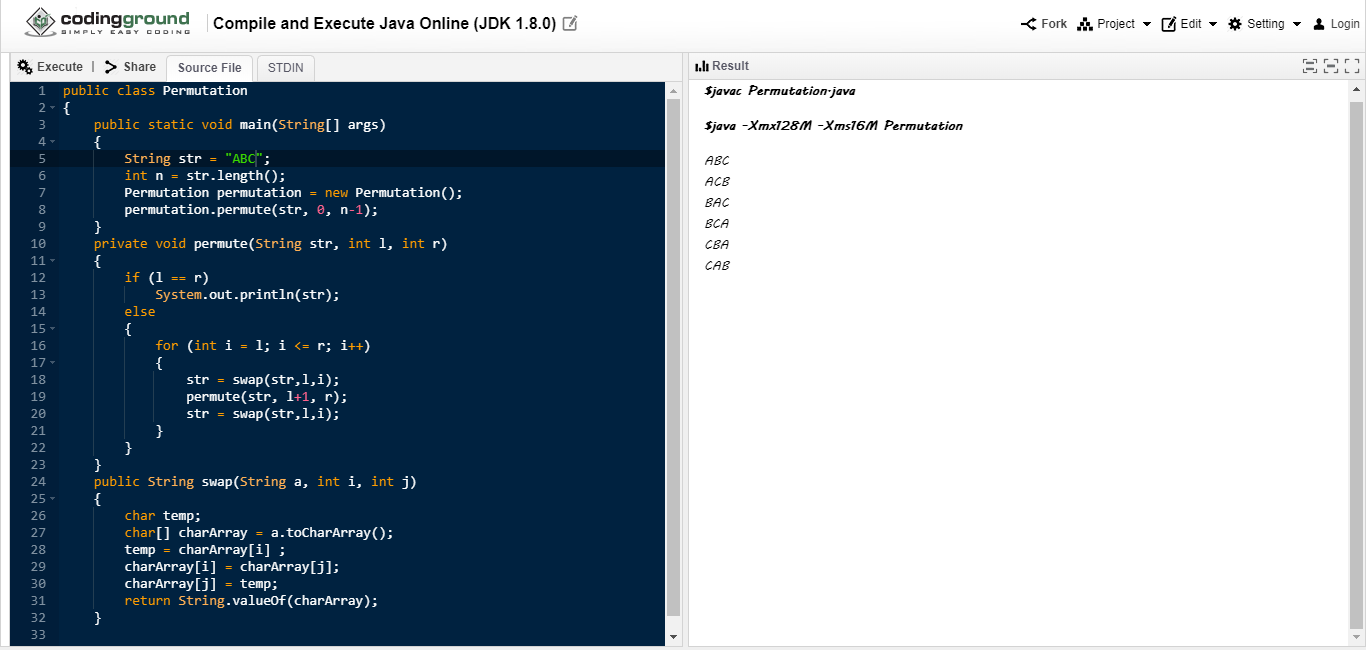 codingground
SIMPLY EASY CODING
Compile and Execute Java Online (JDK 1.8.0)
Fork Project Edit Setting Login
Execute | Share Source File STDIN
1 public class Permutation
2 {
3 public static void main(String[] args)
4 {
5 String str = "ABC";
6 int n = str.length();
7 Permutation permutation = new Permutation();
8 permutation.permute(str, 0, n-1);
9 }
10 private void permute(String str, int l, int r)
11 {
12 if (l == r)
13 System.out.println(str);
14 else
15 {
16 for (int i = l; i <= r; i++)
17 {
18 str = swap(str,l,i);
19 permute(str, l+1, r);
20 str = swap(str,l,i);
21 }
22 }
23 }
24 public String swap(String a, int i, int j)
25 {
26 char temp;
27 char[] charArray = a.toCharArray();
28 temp = charArray[i] ;
29 charArray[i] = charArray[j];
30 charArray[j] = temp;
31 return String.valueOf(charArray);
32 }
33
Result
$javac Permutation.java
$java -Xmx128M -Xms16M Permutation
ABC
ACB
BAC
BCA
CBA
CAB